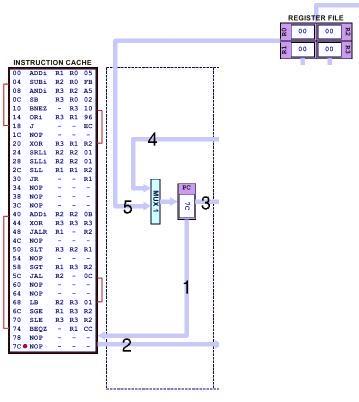 REGISTER FILE
R0 00 00 R2
R1 00 00 R3
INSTRUCTION CACHE
00 ADDi R1 R0 05
04 SUBi R2 R0 FB
08 ANDi R3 R2 A5
0C SB R3 R0 02
10 BNEZ - R3 10
14 ORi R3 R1 96
18 J - - EC
1C NOP - - -
20 XOR R3 R1 R2
24 SRLi R2 R2 01
28 SLLi R2 R2 01
2C SLL R1 R1 R2
30 JR - - R1
34 NOP - - -
38 NOP - - -
3C NOP - - -
40 ADDi R2 R2 0B
44 XOR R3 R3 R2
48 JALR R1 - R2
4C NOP - - -
50 SLT R3 R2 R1
54 NOP - - -
58 SGT R1 R3 R2
5C JAL R2 - 0C
60 NOP - - -
64 NOP - - -
68 LB R2 R3 01
6C SGE R1 R3 R3
70 SLE R3 R3 R2
74 BEQZ - R1 CC
78 NOP - - -
7C NOP - - -
4
MUX 1
PC
7C
3
5
1
2